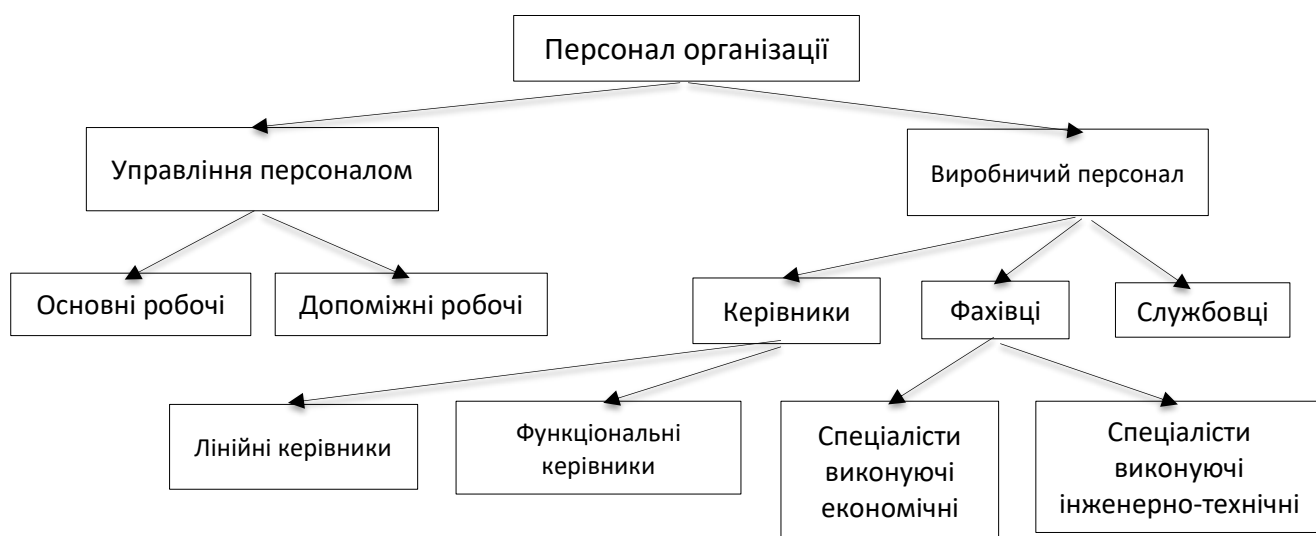 Персонал організації
Управління персоналом
Виробничий персонал
Основні робочі
Допоміжні робочі
Керівники
Фахівці
Службовці
Лінійні керівники
Функціональні
керівники
Спеціалісти
виконуючі
економічні
Спеціалісти
виконуючі
інженерно-технічні